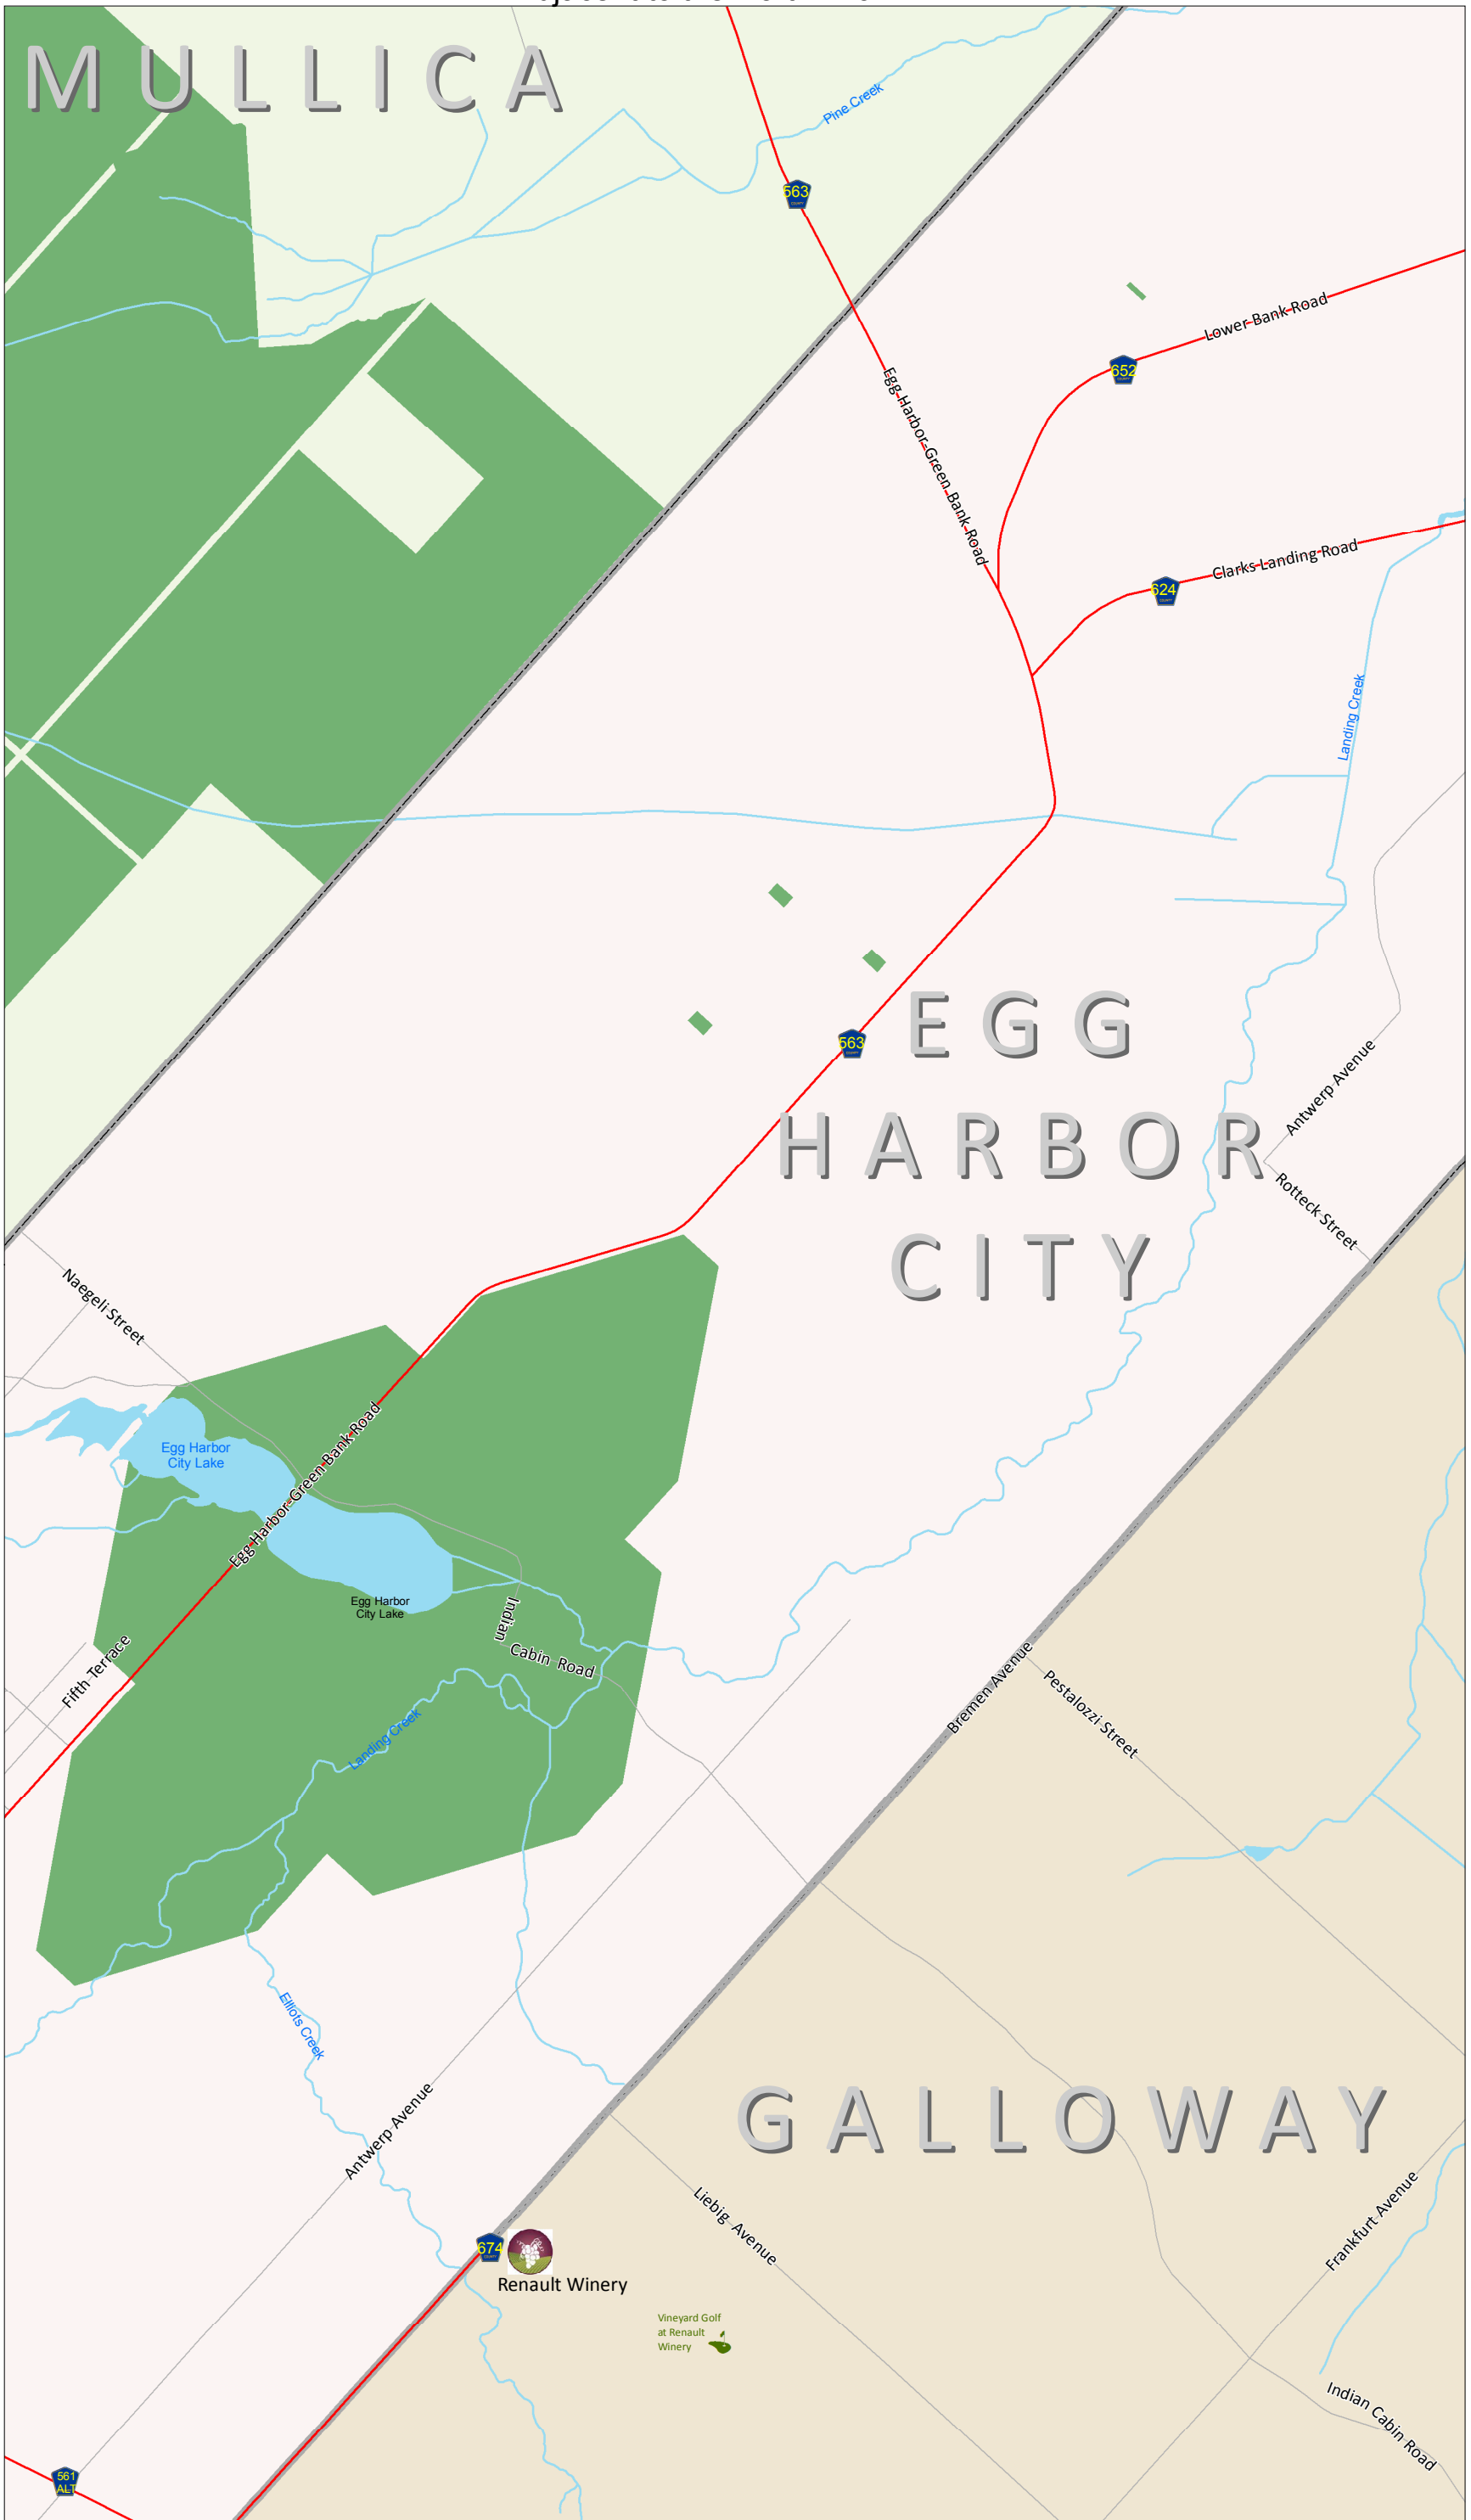 MULLICA
Pine Creek
563
Lower Bank Road
652
Egg Harbor-Green Bank Road
Clarks Landing Road
624
Landing Creek
EGG
HARBOR
CITY
563
Antwerp Avenue
Rotteck Street
Naegeli Street
Egg Harbor
City Lake
Egg Harbor-Green Bank Road
Egg Harbor
City Lake
Indian
Cabin Road
Fifth Terrace
Landing Creek
Bremen Avenue
Pestalozzi Street
Elliots Creek
Antwerp Avenue
GALLOWAY
Liebig Avenue
Frankfurt Avenue
674
Renault Winery
Vineyard Golf
at Renault
Winery
Indian Cabin Road
561
ALT